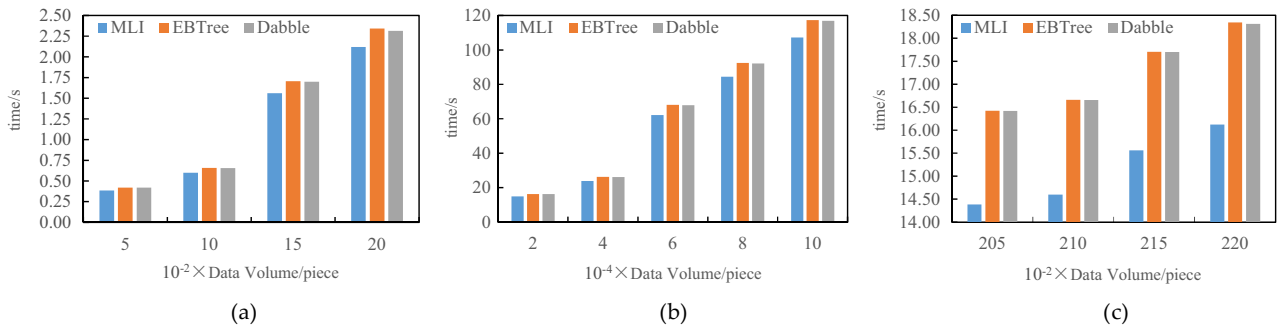 2.50
2.25
2.00
1.75
1.50
1.25
1.00
0.75
0.50
0.25
0.00
time/s
MLI EBTree Dabble
5 10 15 20
10-2×Data Volume/piece
(a)
120
100
80
60
40
20
0
time/s
MLI EBTree Dabble
2 4 6 8 10
10-4×Data Volume/piece
(b)
18.50
18.00
17.50
17.00
16.50
16.00
15.50
15.00
14.50
14.00
time/s
MLI EBTree Dabble
205 210 215 220
10-2×Data Volume/piece
(c)